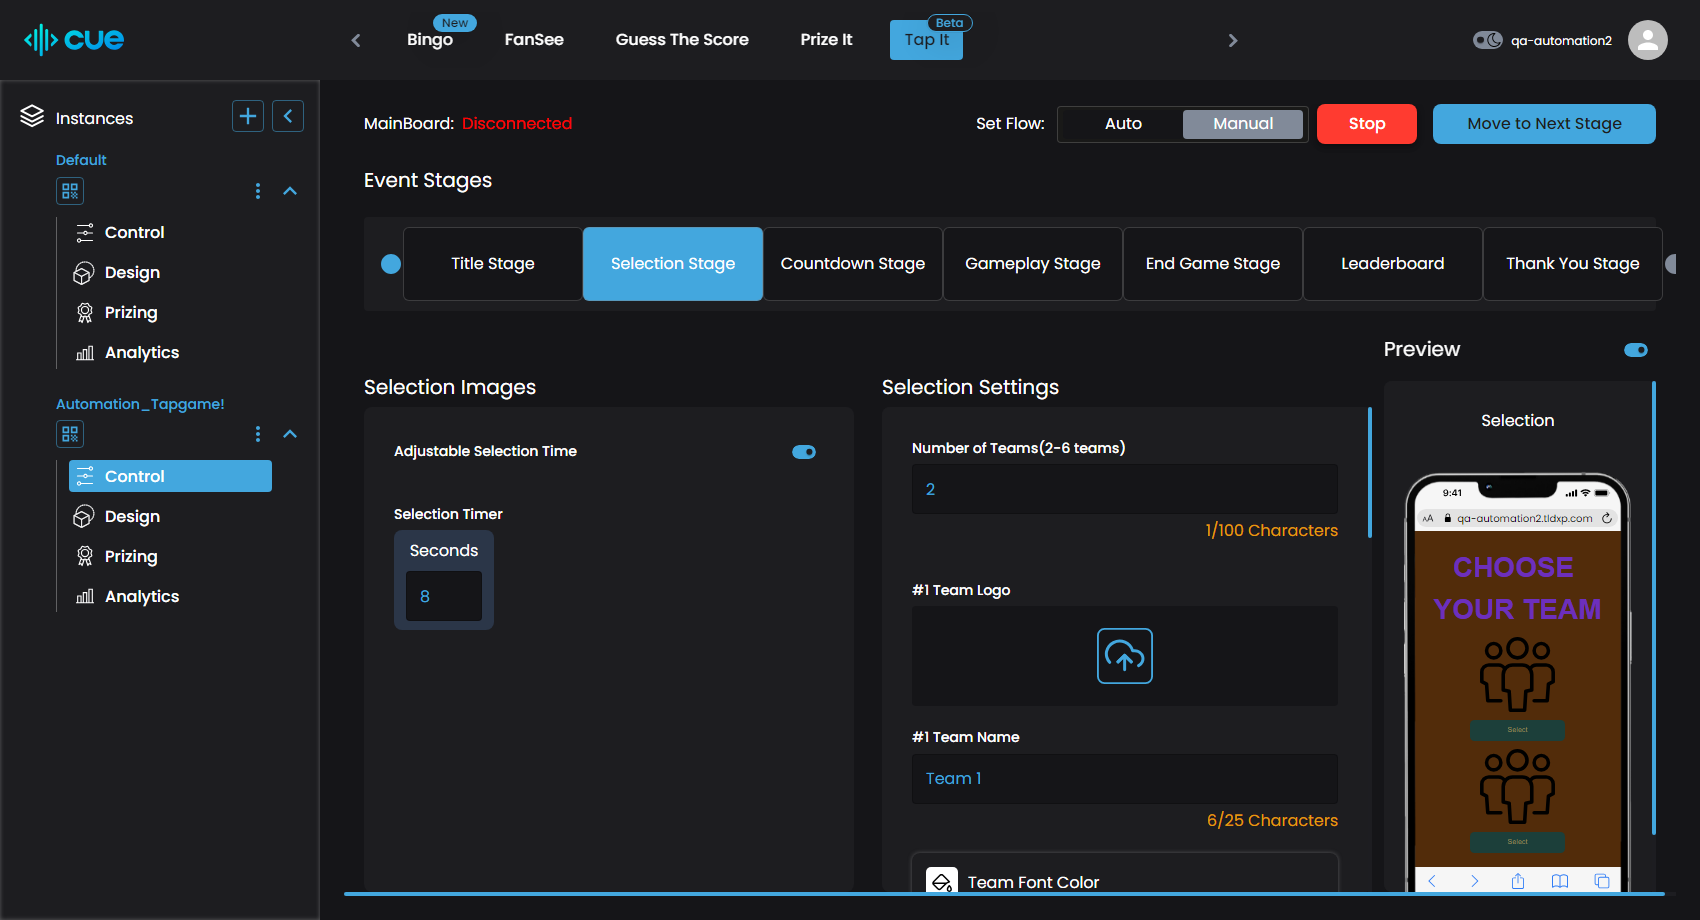 cue
Bingo
New
FanSee
Guess The Score
Prize It
Tap It
Beta
qa-automation2
Instances
Default
Control
Design
Prizing
Analytics
Automation_Tapgame!
Control
Design
Prizing
Analytics
MainBoard: Disconnected
Set Flow:
Auto
Manual
Stop
Move to Next Stage
Event Stages
Title Stage
Selection Stage
Countdown Stage
Gameplay Stage
End Game Stage
Leaderboard
Thank You Stage
Selection Images
Adjustable Selection Time
Selection Timer
Seconds
8
Selection Settings
Number of Teams(2-6 teams)
2
1/100 Characters
#1 Team Logo
#1 Team Name
Team 1
6/25 Characters
Team Font Color
Preview
Selection
9:41
AA
qa-automation2.tldxp.com
CHOOSE
YOUR TEAM
Select
Select